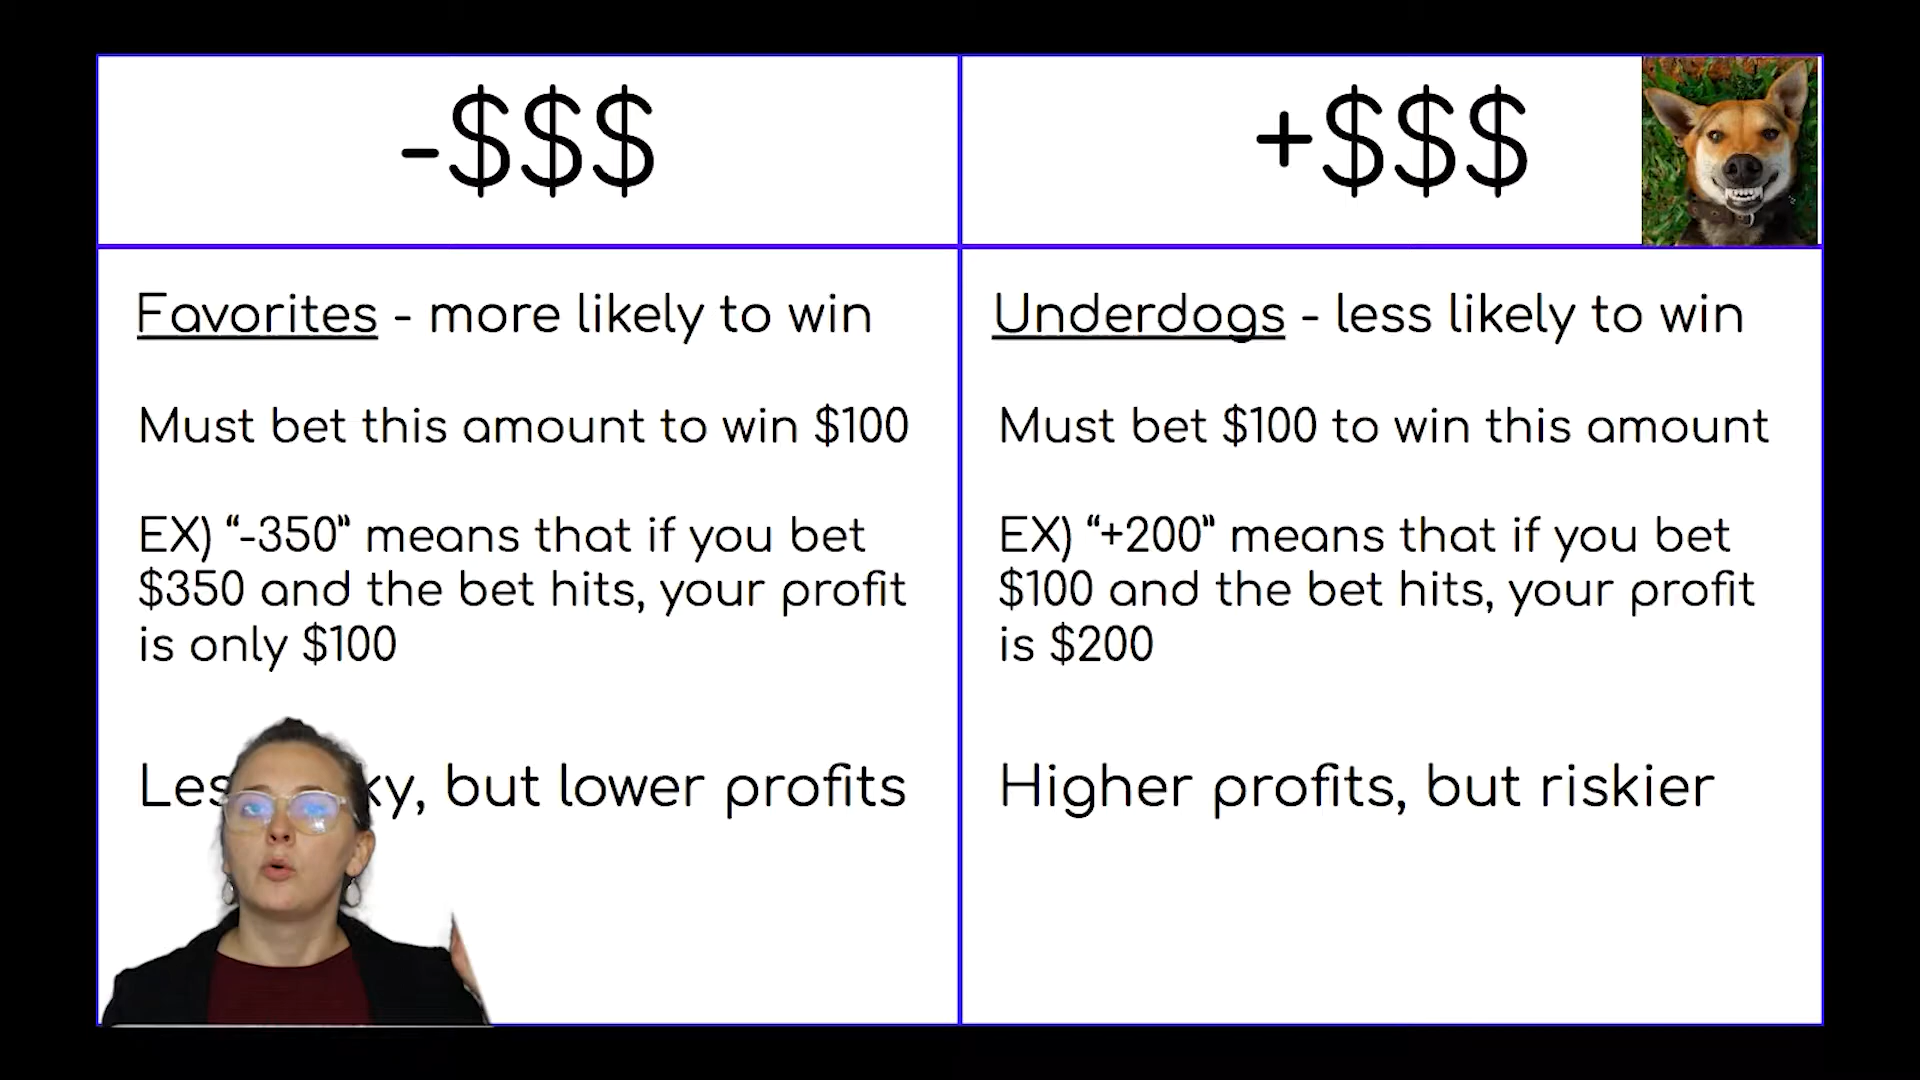 -$$$
+$$$
Favorites - more likely to win
Must bet this amount to win $100
EX) “-350” means that if you bet
$350 and the bet hits, your profit
is only $100
but lower profits
Underdogs - less likely to win
Must bet $100 to win this amount
EX) “+200” means that if you bet
$100 and the bet hits, your profit
is $200
Higher profits, but riskier